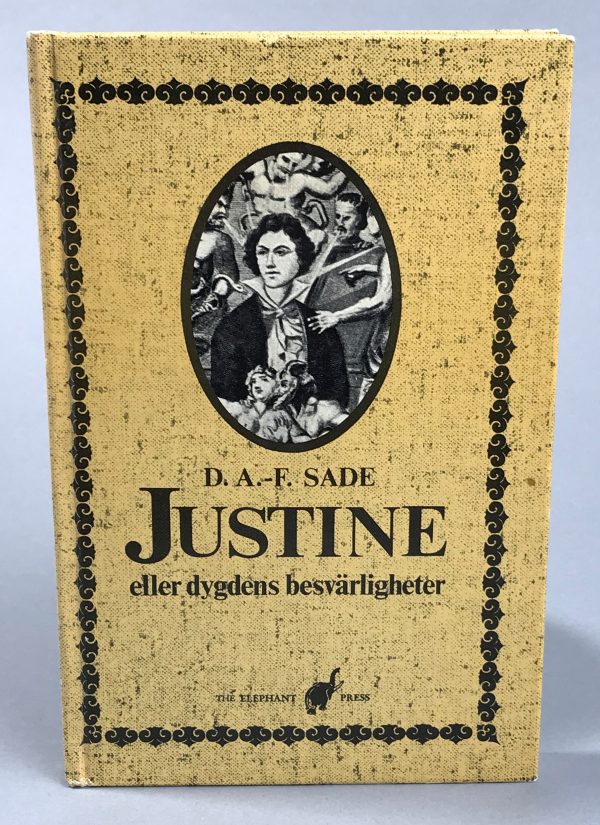 D. A.-F. SADE
JUSTINE
eller dygdens besvärligheter
THE ELEPHANT PRESS